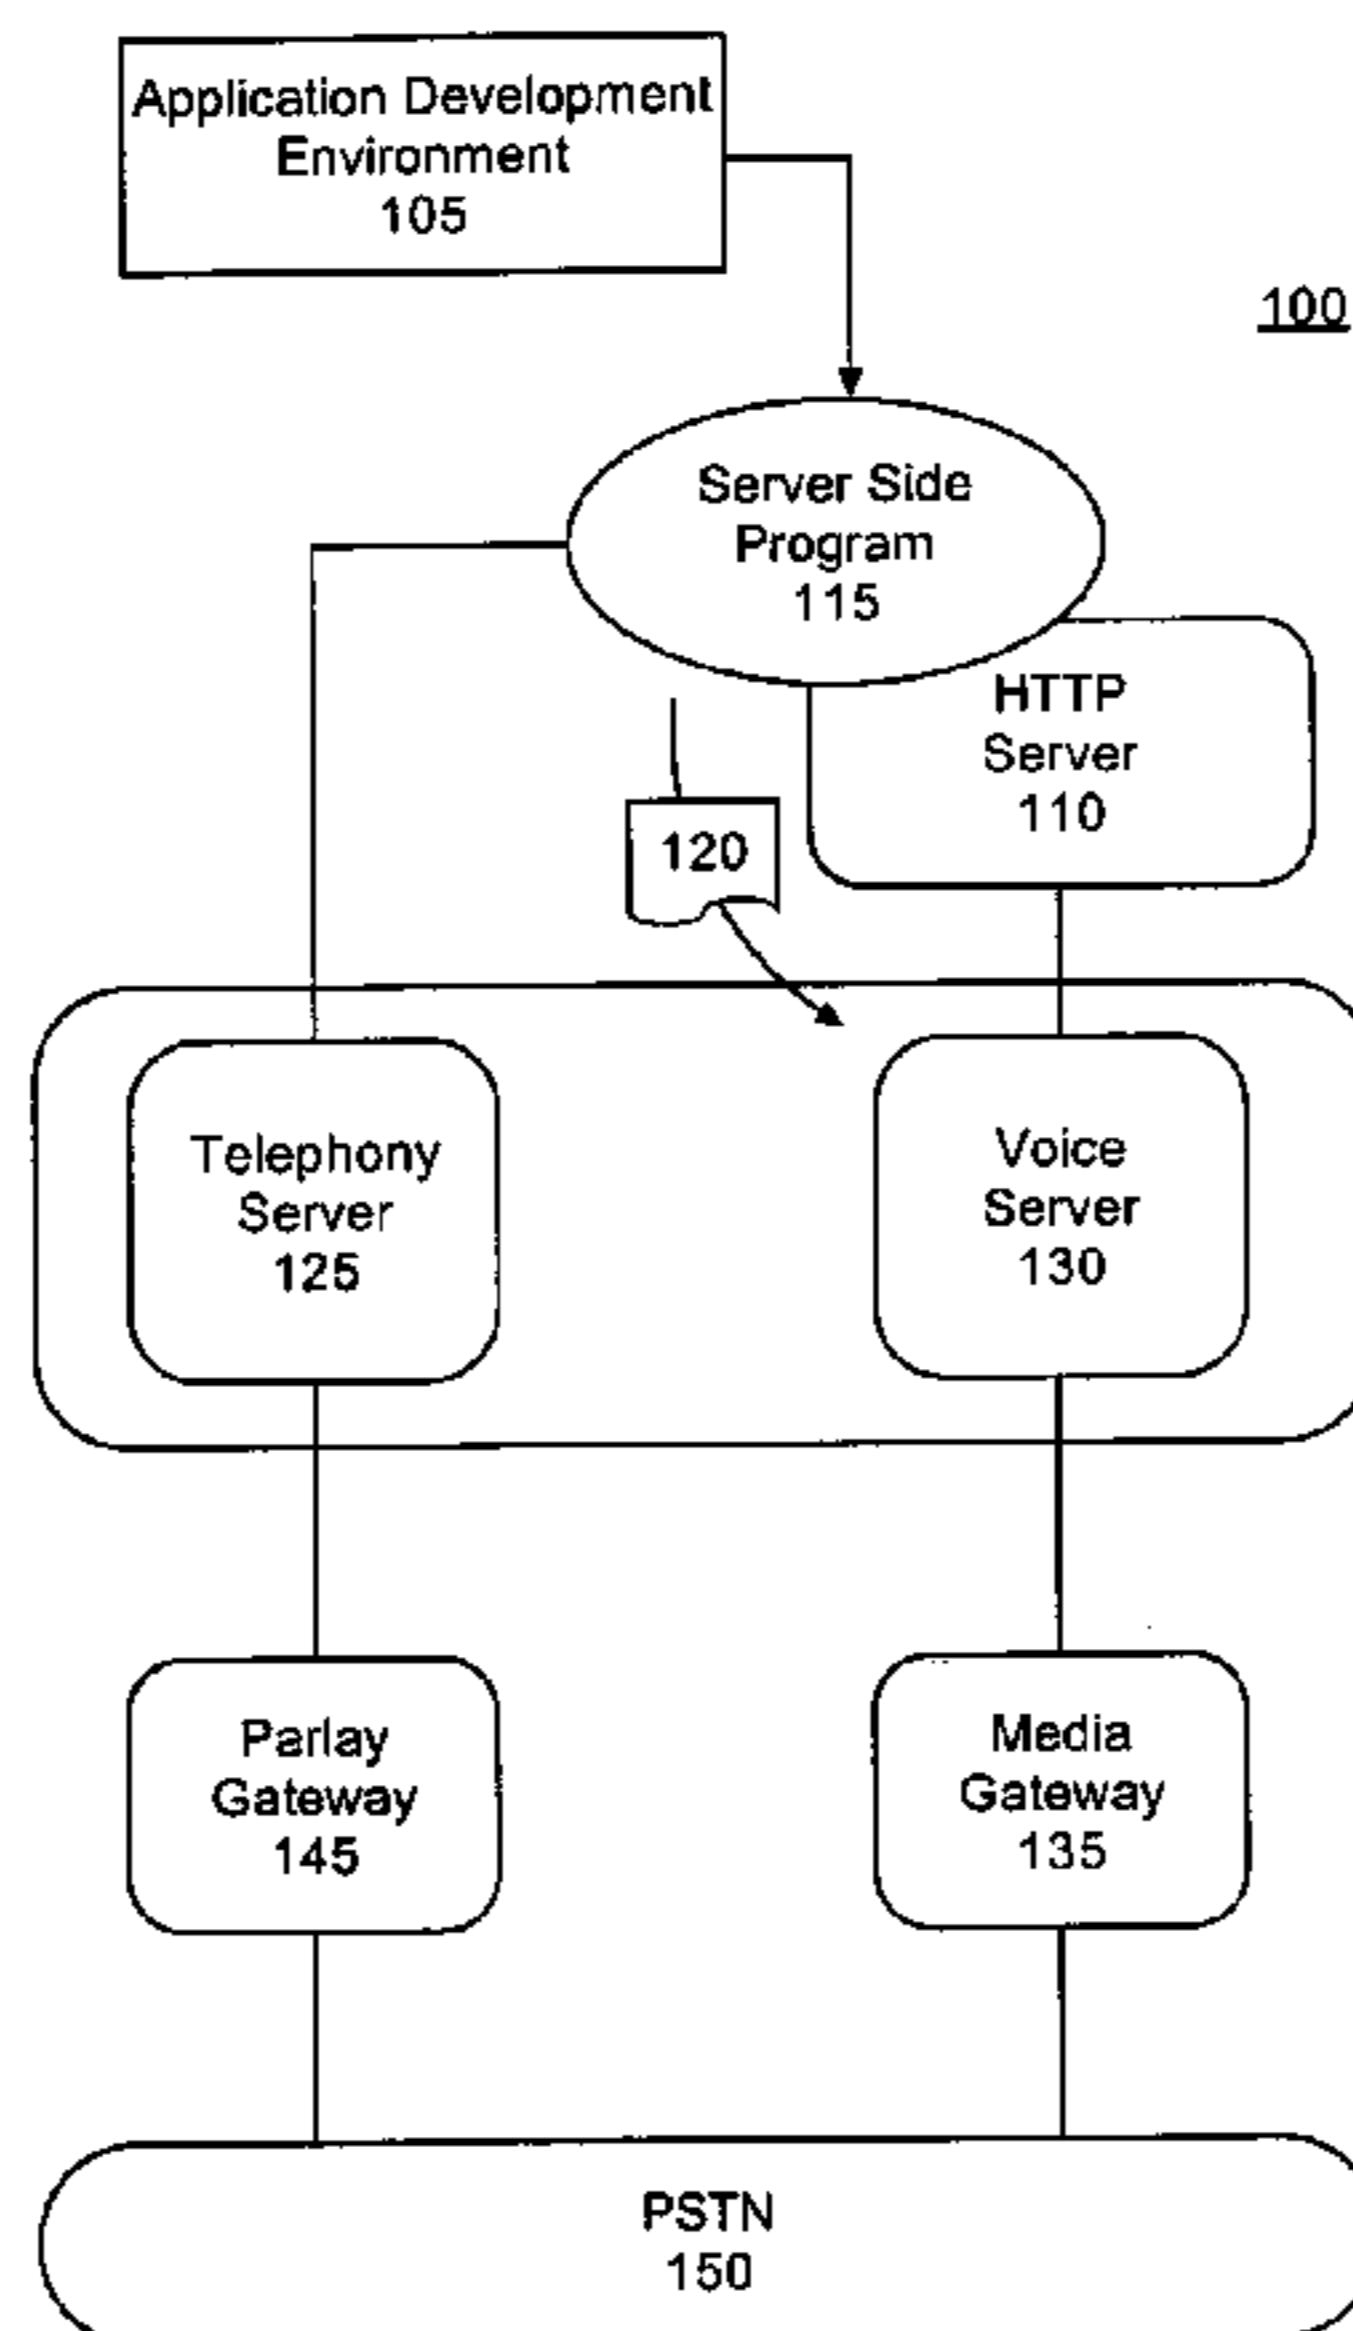 Application Development
Environment
105
100
Server Side
Program
115
HTTP
Server
110
120
Telephony
Server
125
Voice
Server
130
Parlay
Gateway
145
Media
Gateway
135
PSTN
150